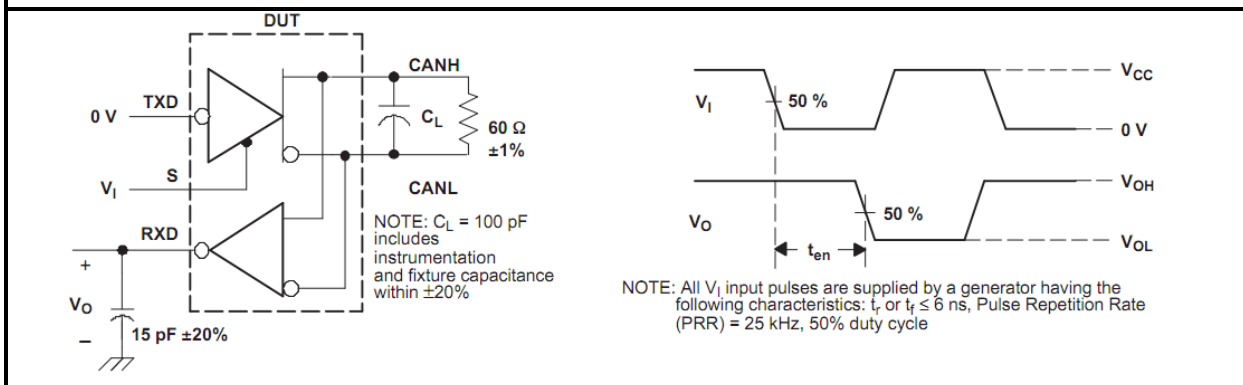 DUT
CANH
TXD
0 V
CL
60 Ω
±1%
S
VI
CANL
RXD
NOTE: CL = 100 pF
includes
instrumentation
and fixture capacitance
within ±20%
+
VO
–
15 pF ±20%
VI
50 %
VCC
0 V
VO
50 %
VOH
VOL
ten
NOTE: All VI input pulses are supplied by a generator having the
following characteristics: tr or tf ≤ 6 ns, Pulse Repetition Rate
(PRR) = 25 kHz, 50% duty cycle